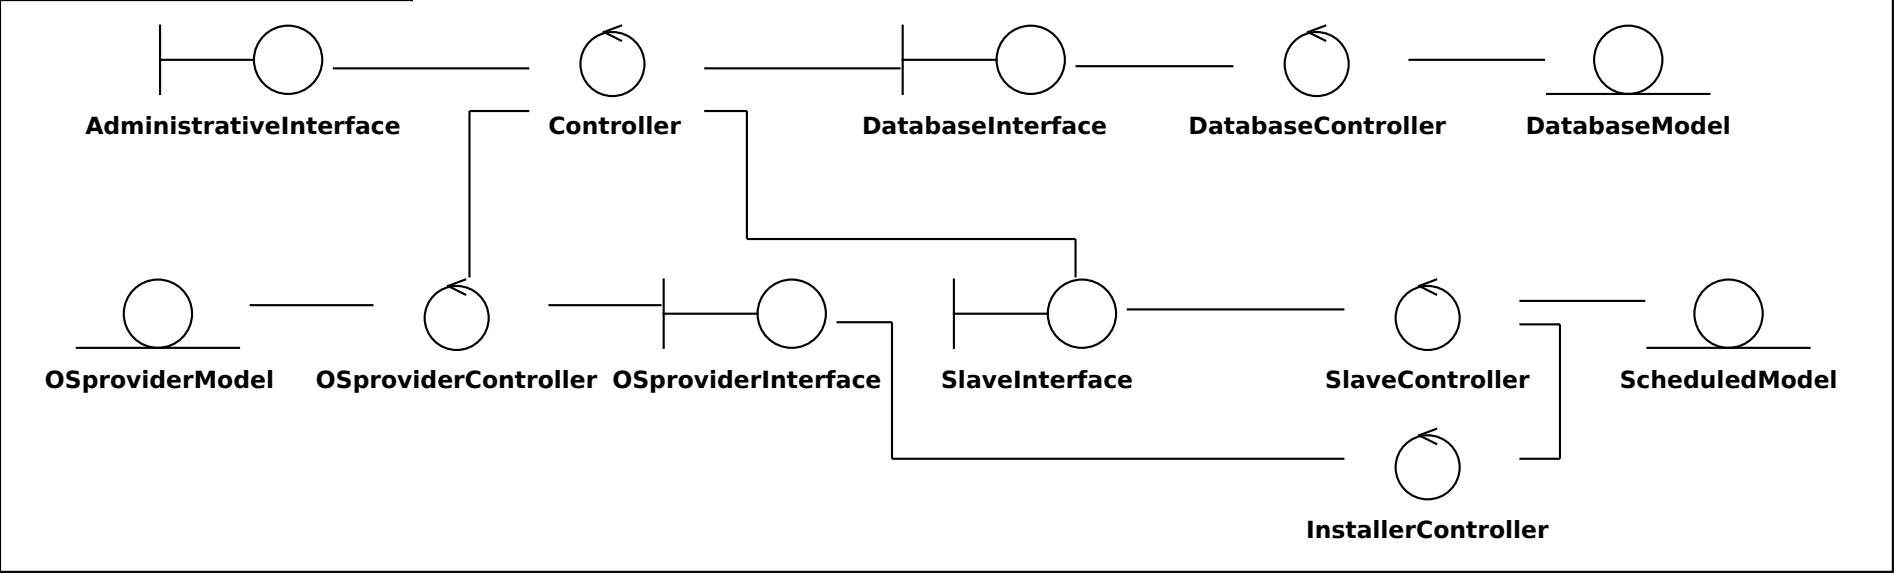 AdministrativeInterface
Controller
DatabaseInterface
DatabaseController
DatabaseModel
OSproviderModel
OSproviderController
OSproviderInterface
SlaveInterface
SlaveController
ScheduledModel
InstallerController